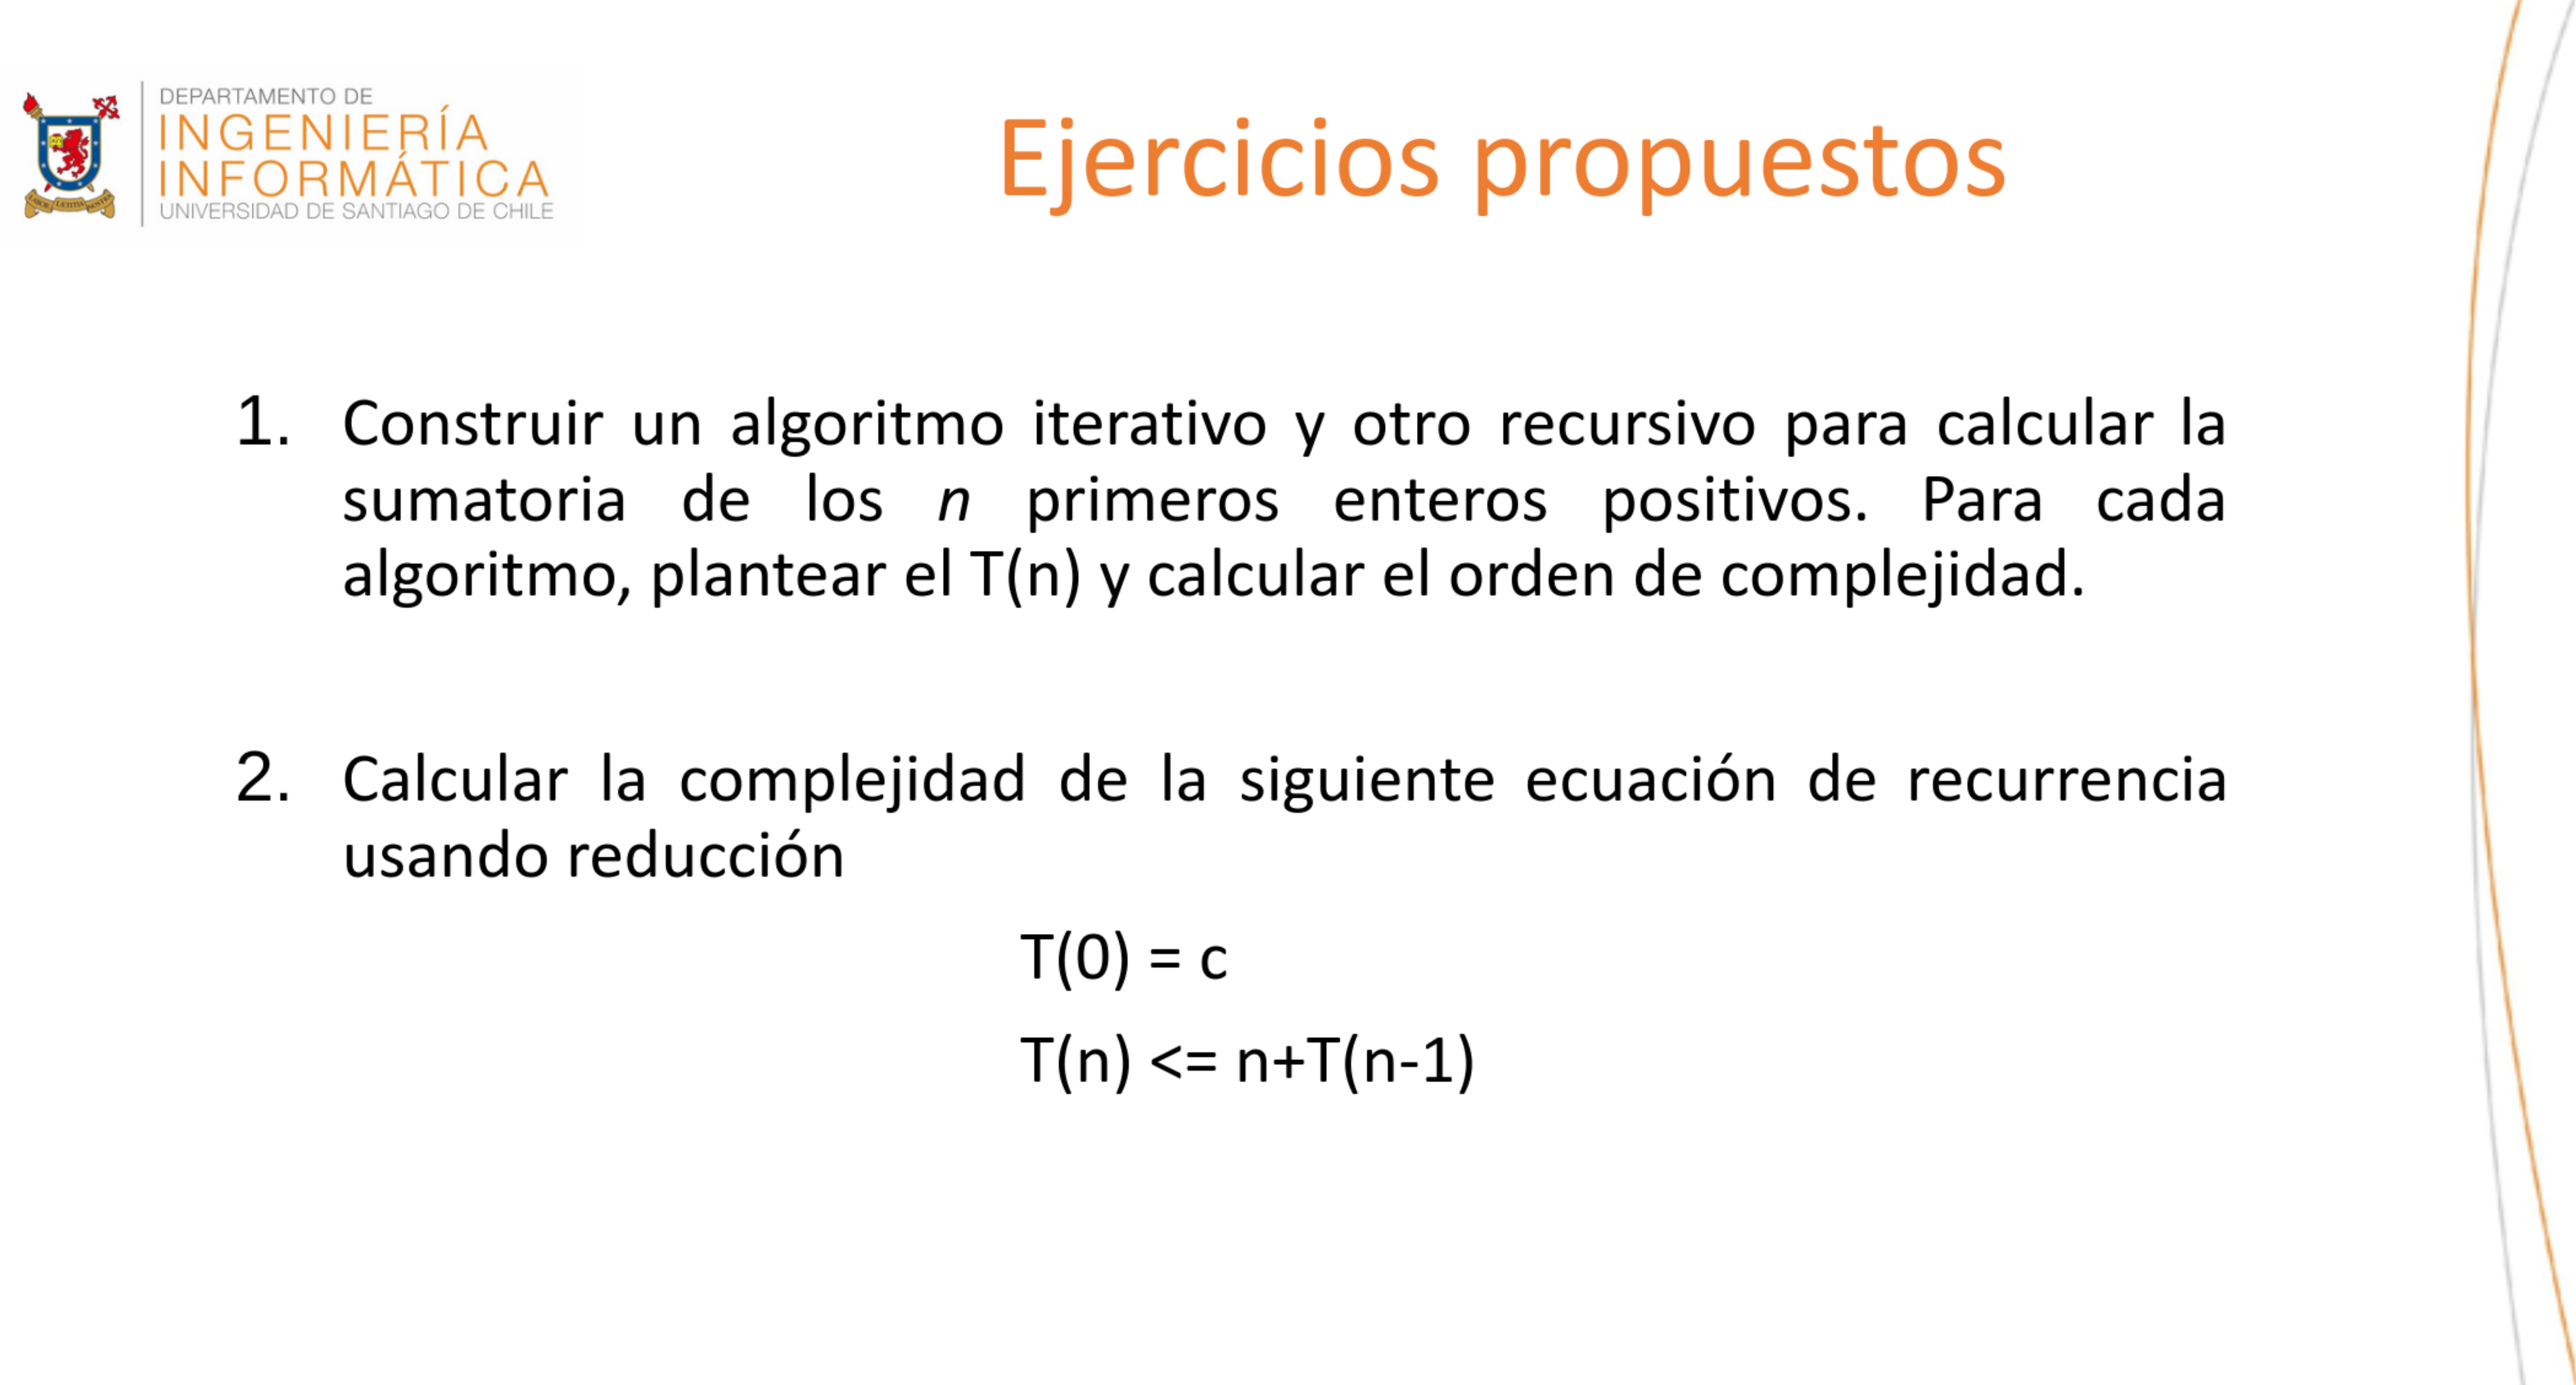 DEPARTAMENTO DE
INGENIERÍA
INFORMÁTICA
UNIVERSIDAD DE SANTIAGO DE CHILE
Ejercicios propuestos
1. Construir un algoritmo iterativo y otro recursivo para calcular la
sumatoria de los n primeros enteros positivos. Para cada
algoritmo, plantear el T(n) y calcular el orden de complejidad.
2. Calcular la complejidad de la siguiente ecuación de recurrencia
usando reducción
T(0) = c
T(n) <= n+T(n-1)